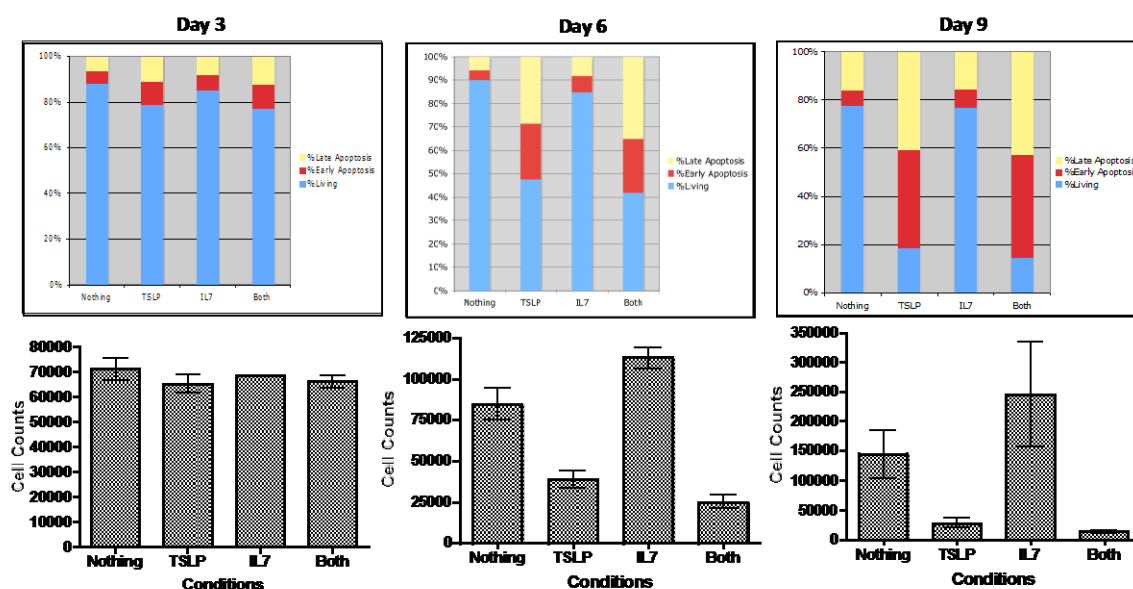 Day 3
100%
80%
60%
40%
20%
0%
Nothing TSLP IL7 Both
%Late Apoptosis
%Early Apoptosis
%Living
Day 6
100%
90%
80%
70%
60%
50%
40%
30%
20%
10%
0%
Nothing TSLP IL7 Both
%Late Apoptosis
%Early Apoptosis
%Living
Day 9
100%
80%
60%
40%
20%
0%
Nothing TSLP IL7 Both
%Late Apoptosis
%Early Apoptosis
%Living
Cell Counts
80000
70000
60000
50000
40000
30000
20000
10000
0
Nothing TSLP IL7 Both
Conditions
Cell Counts
125000
100000
75000
50000
25000
0
Nothing TSLP IL7 Both
Conditions
Cell Counts
350000
300000
250000
200000
150000
100000
50000
0
Nothing TSLP IL7 Both
Conditions